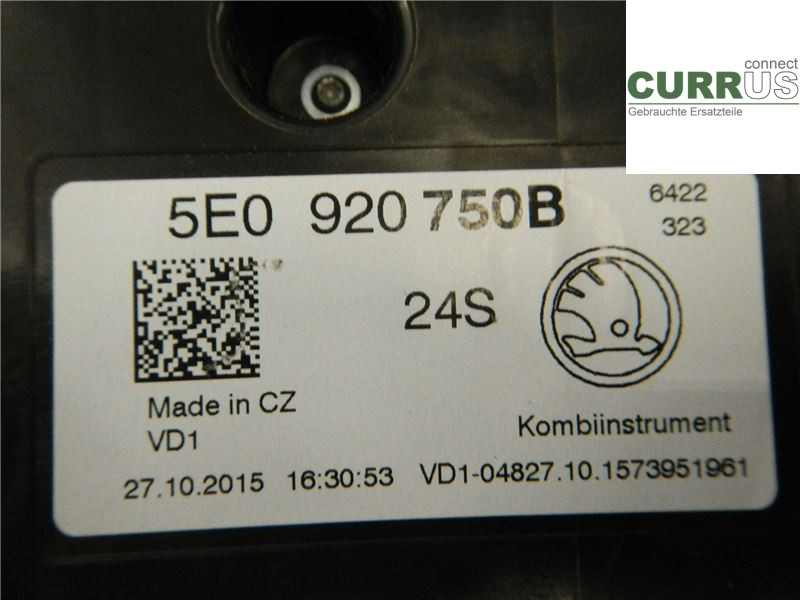 connect
CURRUS
Gebrauchte Ersatzteile
5E0 920 750B
6422
323
24S
Made in CZ
VD1
Kombiinstrument
27.10.2015 16:30:53 VD1-04827.10.1573951961